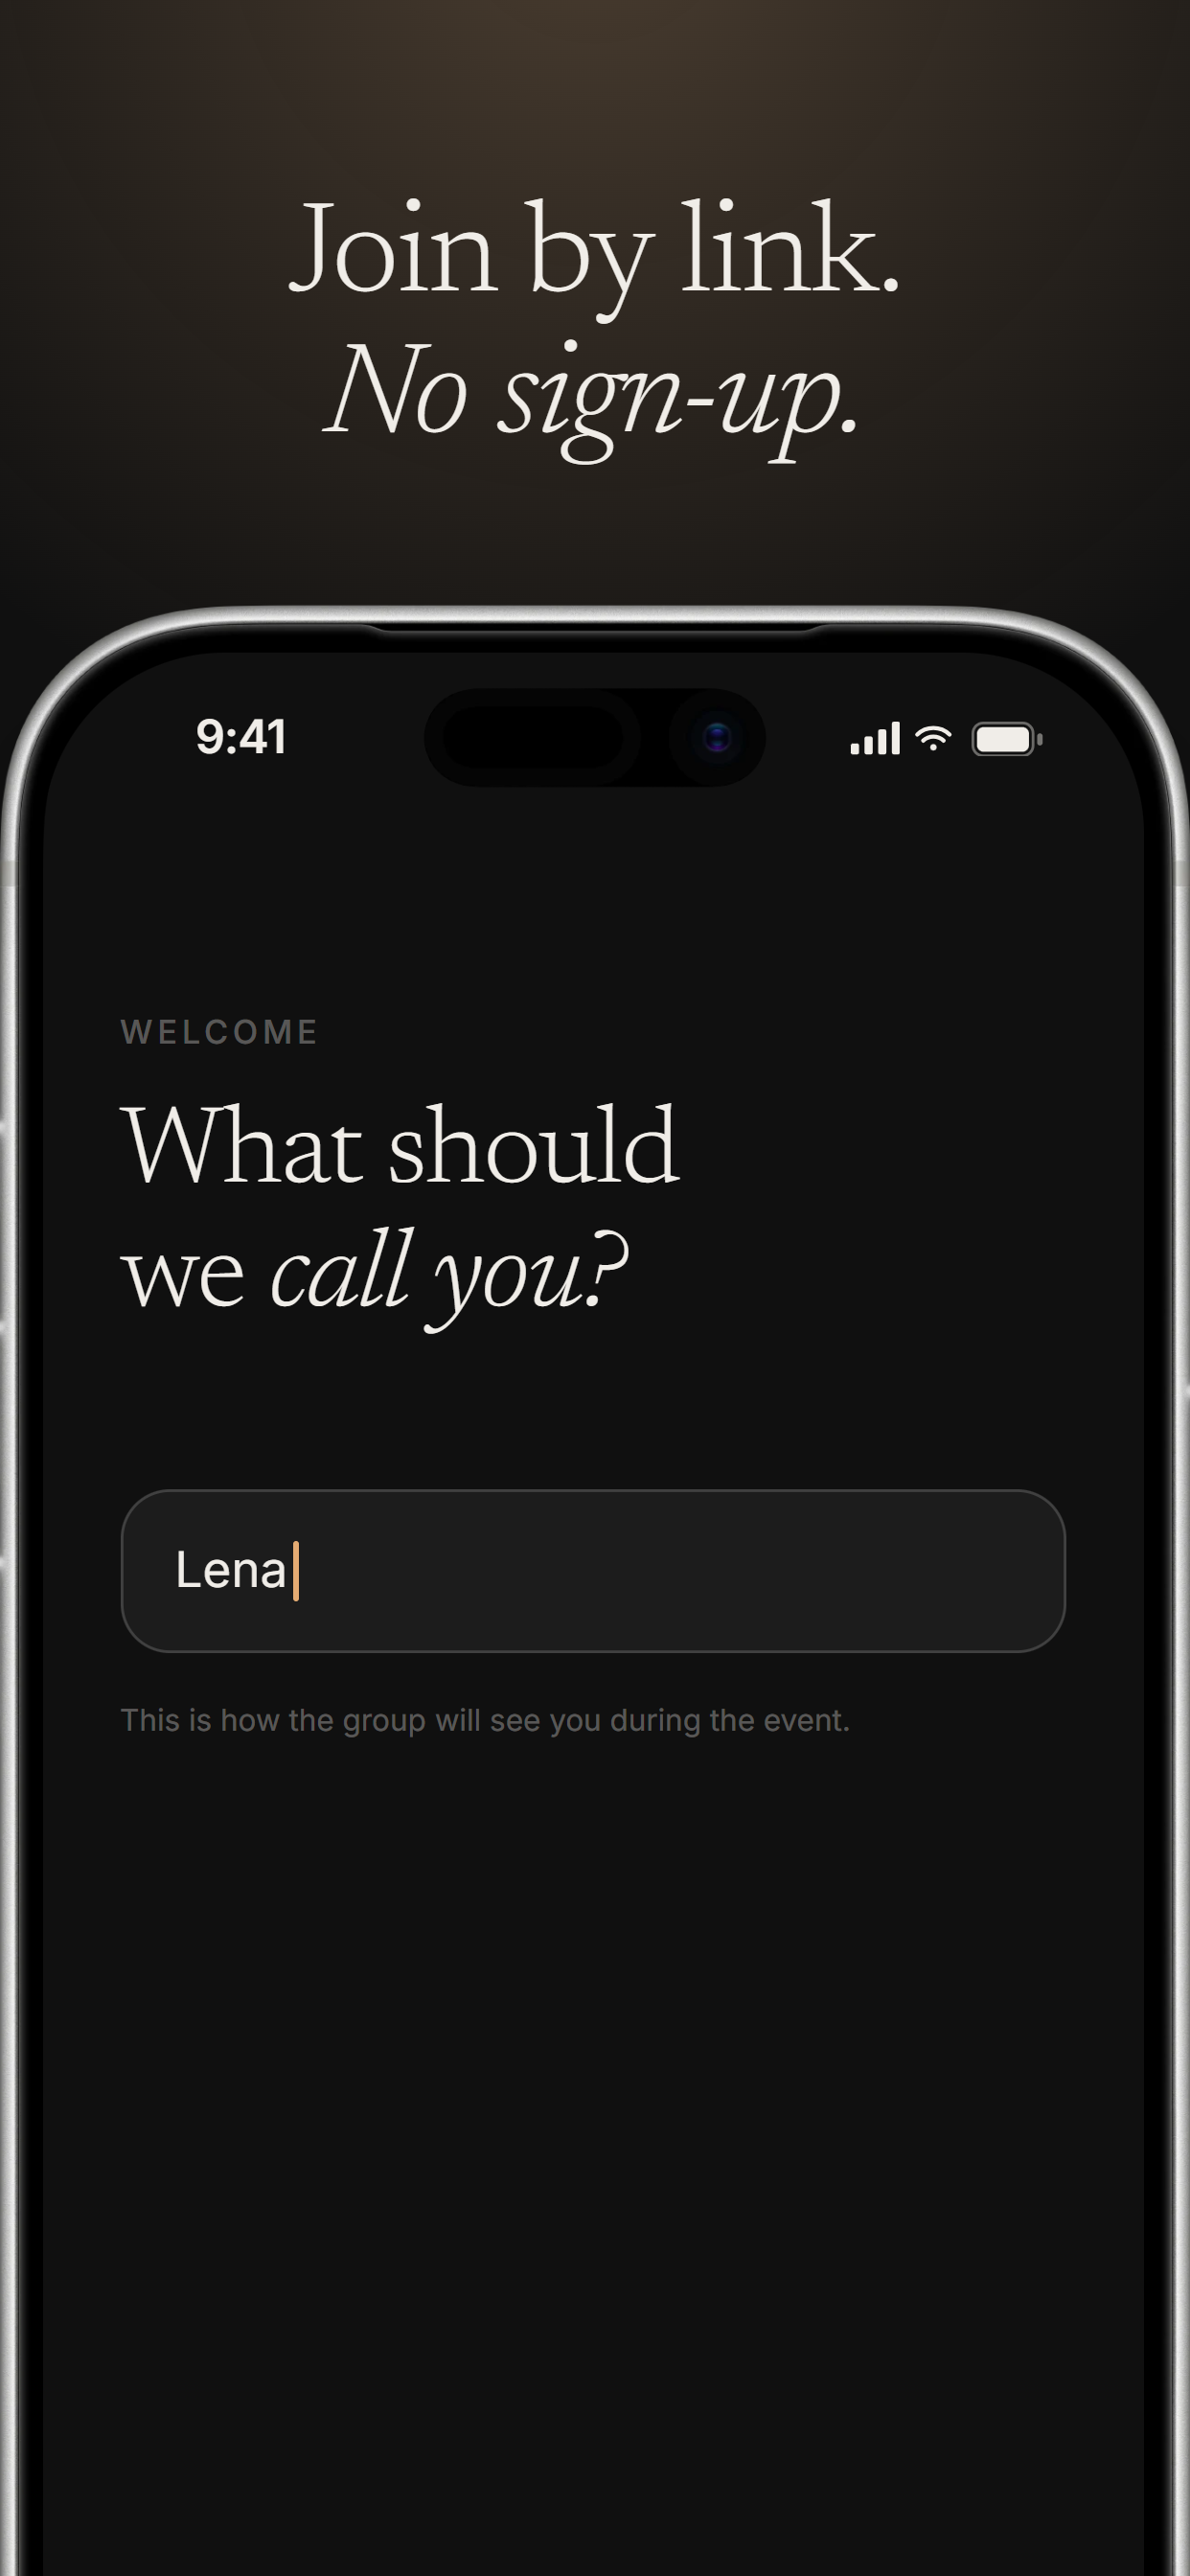 Join by link.
No sign-up.
9:41
WELCOME
What should
we call you?
Lena
This is how the group will see you during the event.